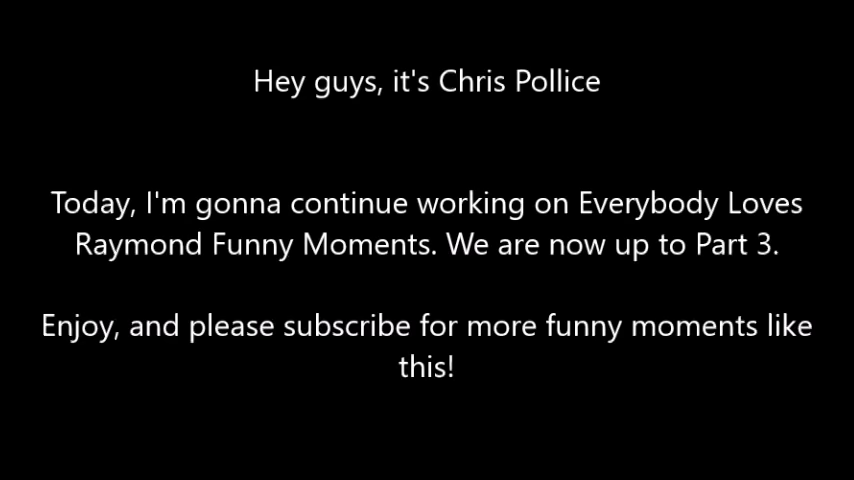 Hey guys, it's Chris Pollice
Today, I'm gonna continue working on Everybody Loves
Raymond Funny Moments. We are now up to Part 3.
Enjoy, and please subscribe for more funny moments like
this!